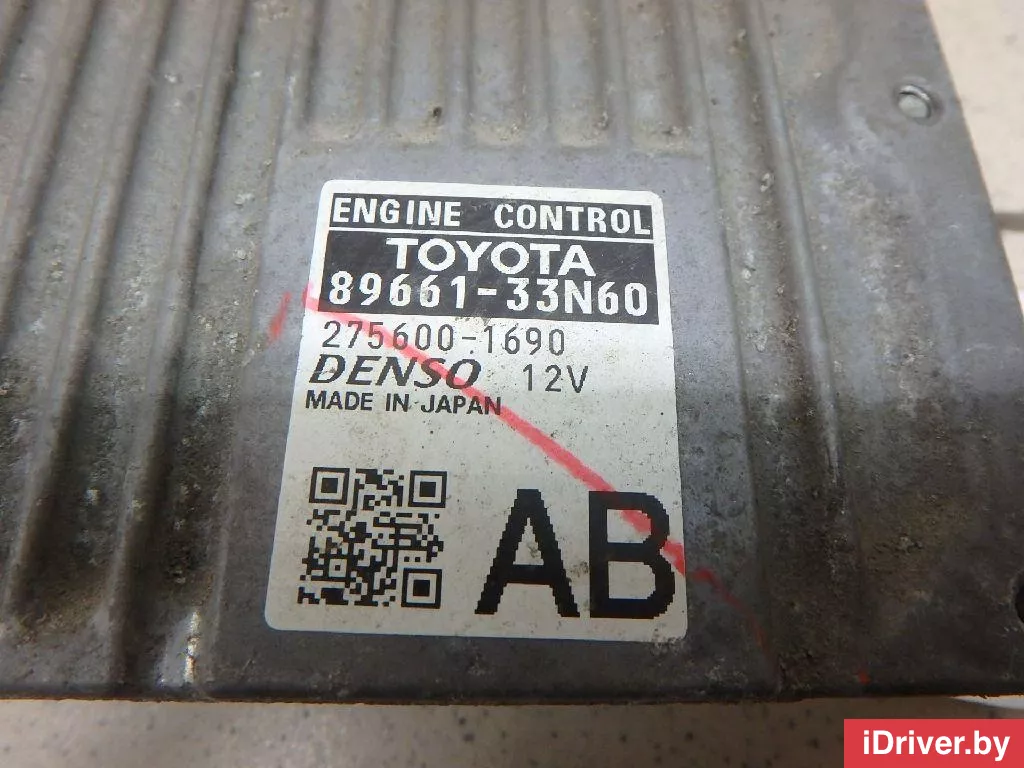 ENGINE CONTROL
TOYOTA
89661-33N60
275600-1690
DENSO 12V
MADE IN JAPAN
AB
iDriver.by